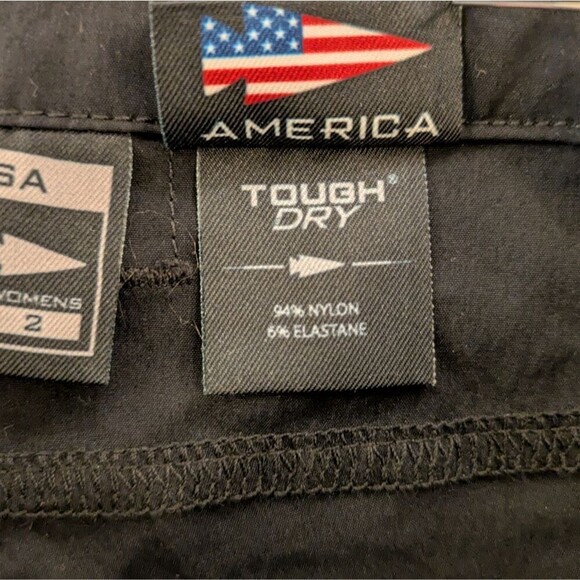 AMERICA
SA
WOMENS
2
TOUGH®
DRY
94% NYLON
6% ELASTANE